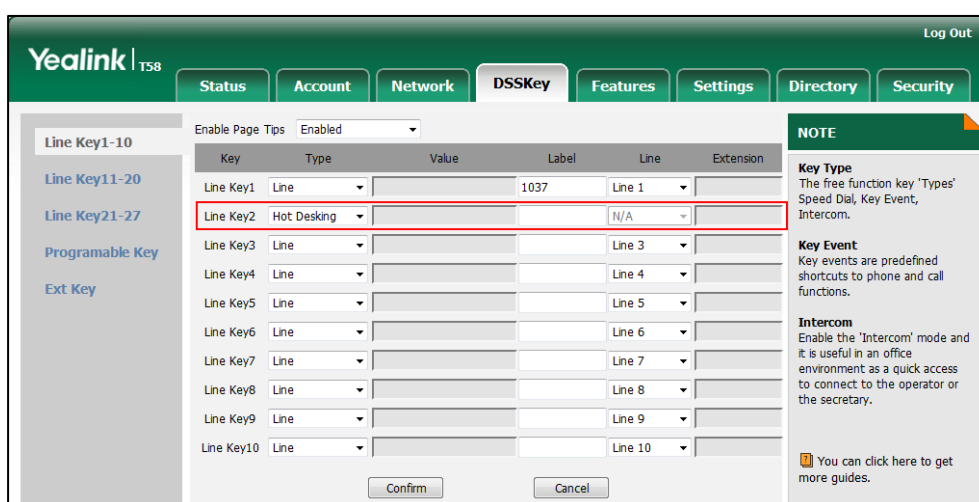 Log Out
Yealink | T58
Status Account Network DSSKey Features Settings Directory Security
Line Key1-10
Line Key11-20
Line Key21-27
Programable Key
Ext Key
Enable Page Tips Enabled
Key Type Value Label Line Extension
Line Key1 Line 1037 Line 1
Line Key2 Hot Desking N/A
Line Key3 Line Line 3
Line Key4 Line Line 4
Line Key5 Line Line 5
Line Key6 Line Line 6
Line Key7 Line Line 7
Line Key8 Line Line 8
Line Key9 Line Line 9
Line Key10 Line Line 10
Confirm Cancel
NOTE
Key Type
The free function key 'Types'
Speed Dial, Key Event,
Intercom.
Key Event
Key events are predefined
shortcuts to phone and call
functions.
Intercom
Enable the 'Intercom' mode and
it is useful in an office
environment as a quick access
to connect to the operator or
the secretary.
You can click here to get
more guides.